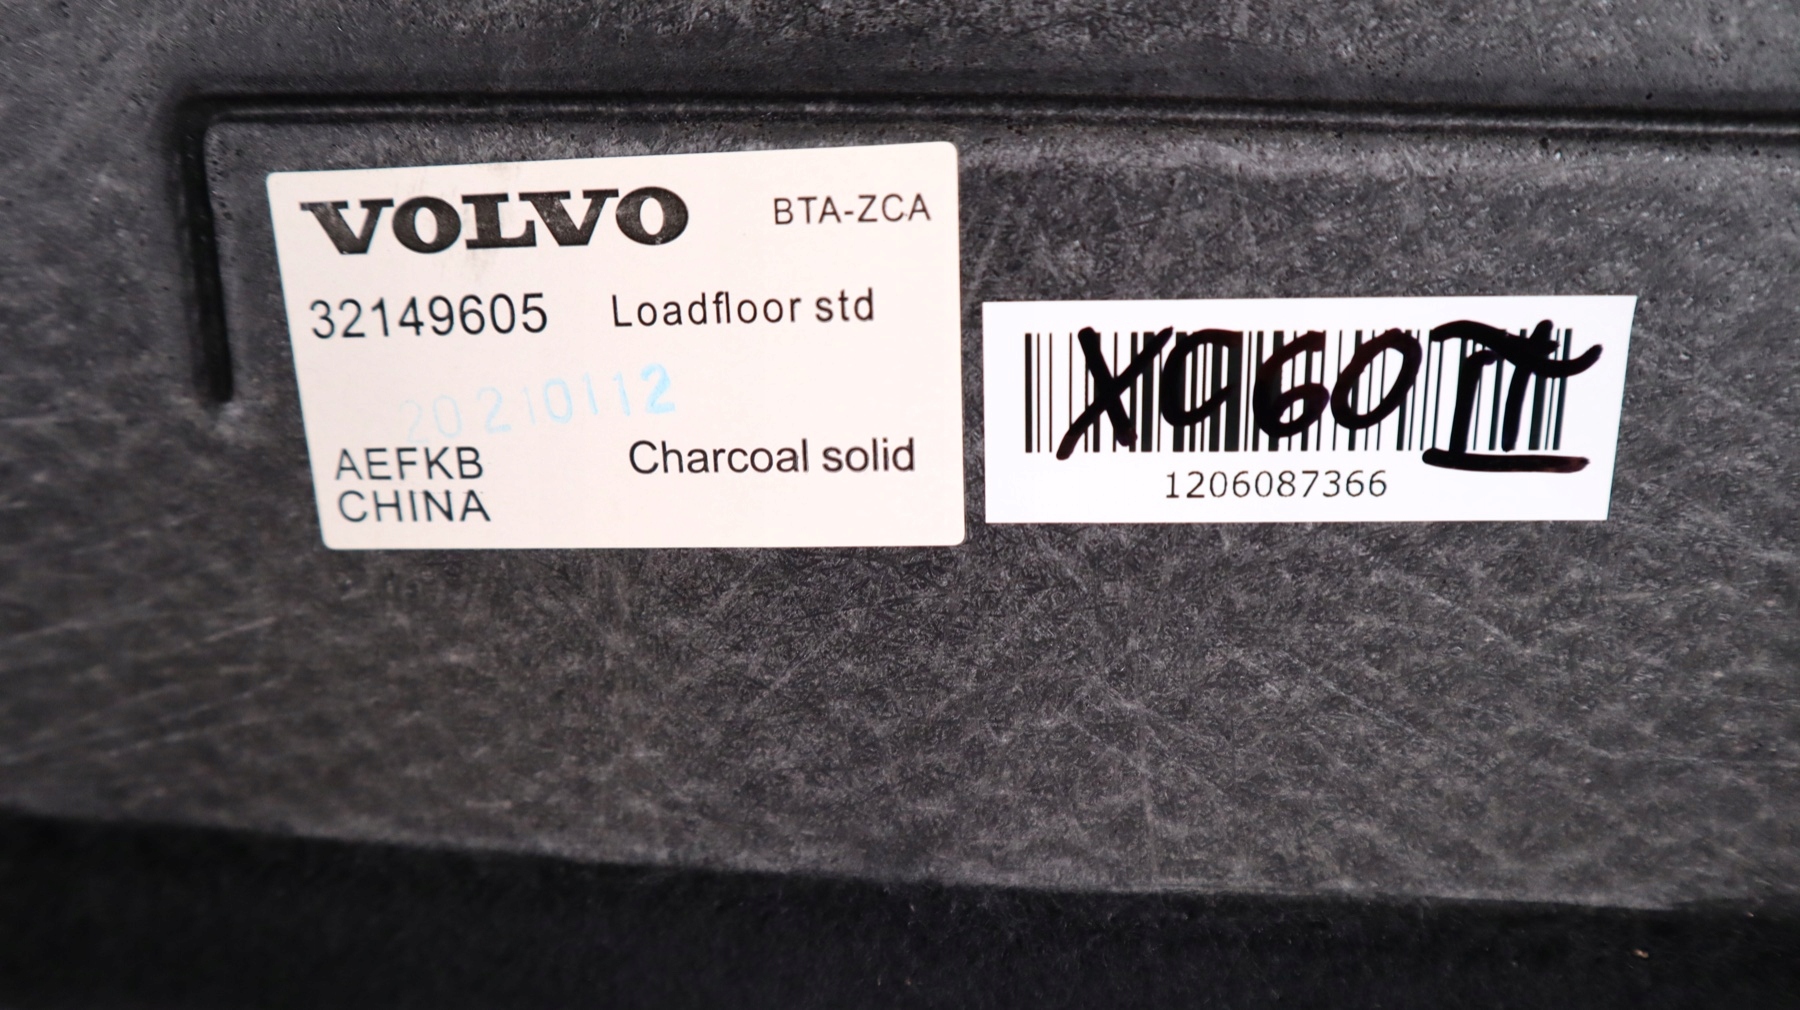 VOLVO BTA-ZCA
32149605 Loadfloor std
20210112
AEFKB Charcoal solid
CHINA
XC60 II
1206087366